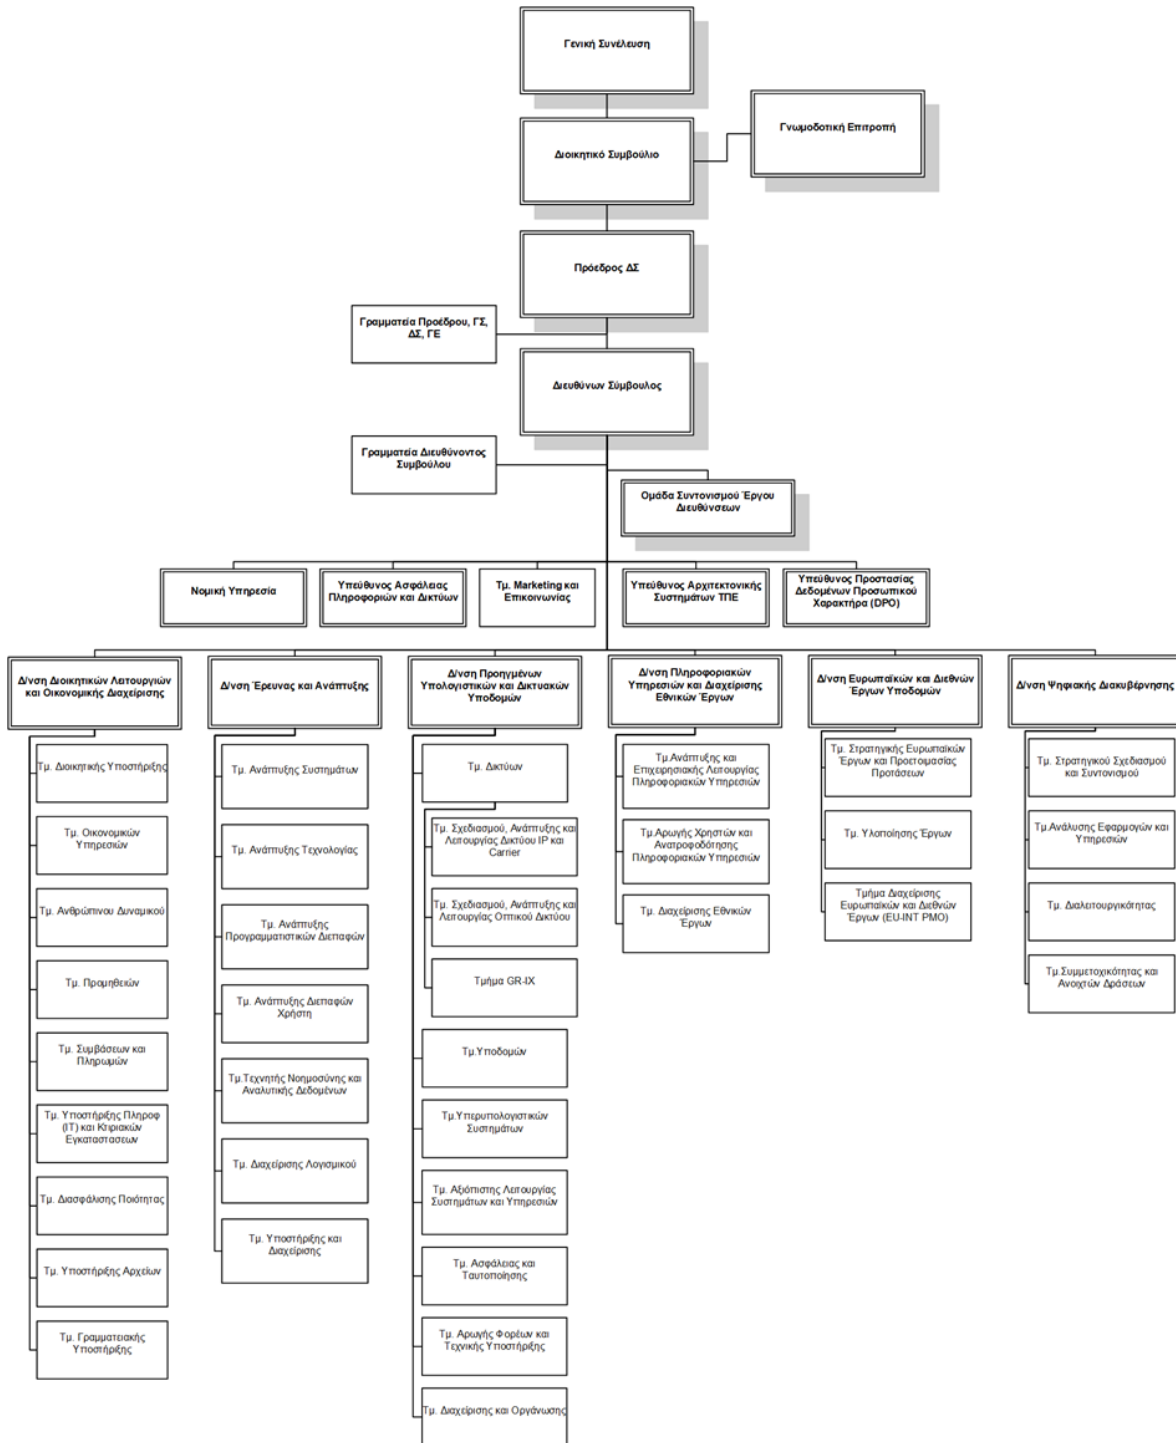 Γενική Συνέλευση
Γνωμοδοτική Επιτροπή
Διοικητικό Συμβούλιο
Πρόεδρος ΔΣ
Γραμματεία Προέδρου, ΓΣ,
ΔΣ, ΓΕ
Διευθύνων Σύμβουλος
Γραμματεία Διευθύνοντος
Συμβούλου
Ομάδα Συντονισμού Έργου
Διευθύνσεων
Νομική Υπηρεσία
Υπεύθυνος Ασφάλειας
Πληροφοριών και Δικτύων
Τμ. Marketing και
Επικοινωνίας
Υπεύθυνος Αρχιτεκτονικής
Συστημάτων ΤΠΕ
Υπεύθυνος Προστασίας
Δεδομένων Προσωπικού
Χαρακτήρα (DPO)
Δ/νση Διοικητικών Λειτουργιών
και Οικονομικής Διαχείρισης
Τμ. Διοικητικής Υποστήριξης
Τμ. Οικονομικών
Υπηρεσιών
Τμ. Ανθρώπινου Δυναμικού
Τμ. Προμηθειών
Τμ. Συμβάσεων και
Πληρωμών
Τμ. Υποστήριξης Πληροφ
(IT) και Κτιριακών
Εγκαταστασεων
Τμ. Διασφάλισης Ποιότητας
Τμ. Υποστήριξης Αρχείων
Τμ. Γραμματειακής
Υποστήριξης
Δ/νση Έρευνας και Ανάπτυξης
Τμ. Ανάπτυξης Συστημάτων
Τμ. Ανάπτυξης Τεχνολογίας
Τμ. Ανάπτυξης
Προγραμματιστικών Διεπαφών
Τμ. Ανάπτυξης Διεπαφών
Χρήστη
Τμ.Τεχνητής Νοημοσύνης και
Αναλυτικής Δεδομένων
Τμ. Διαχείρισης Λογισμικού
Τμ. Υποστήριξης και
Διαχείρισης
Δ/νση Προηγμένων
Υπολογιστικών και Δικτυακών
Υποδομών
Τμ. Δικτύων
Τμ. Σχεδιασμού, Ανάπτυξης και
Λειτουργίας Δικτύου IP και
Carrier
Τμ. Σχεδιασμού, Ανάπτυξης και
Λειτουργίας Οπτικού Δικτύου
Τμήμα GR-IX
Τμ.Υποδομών
Τμ.Υπερυπολογιστικών
Συστημάτων
Τμ. Αξιόπιστης Λειτουργίας
Συστημάτων και Υπηρεσιών
Τμ. Ασφάλειας και
Ταυτοποίησης
Τμ. Αρωγής Φορέων και
Τεχνικής Υποστήριξης
Τμ. Διαχείρισης και Οργάνωσης
Δ/νση Πληροφοριακών
Υπηρεσιών και Διαχείρισης
Εθνικών Έργων
Τμ.Ανάπτυξης και
Επιχειρησιακής Λειτουργίας
Πληροφοριακών Υπηρεσιών
Τμ.Αρωγής Χρηστών και
Ανατροφοδότησης
Πληροφοριακών Υπηρεσιών
Τμ. Διαχείρισης Εθνικών
Έργων
Δ/νση Ευρωπαϊκών και Διεθνών
Έργων Υποδομών
Τμ. Στρατηγικής Ευρωπαϊκών
Έργων και Προετοιμασίας
Προτάσεων
Τμ. Υλοποίησης Έργων
Τμήμα Διαχείρισης
Ευρωπαϊκών και Διεθνών
Έργων (EU-INT PMO)
Δ/νση Ψηφιακής Διακυβέρνησης
Τμ. Στρατηγικού Σχεδιασμού
και Συντονισμού
Τμ.Ανάλυσης Εφαρμογών και
Υπηρεσιών
Τμ. Διαλειτουργικότητας
Τμ.Συμμετοχικότητας και
Ανοιχτών Δράσεων